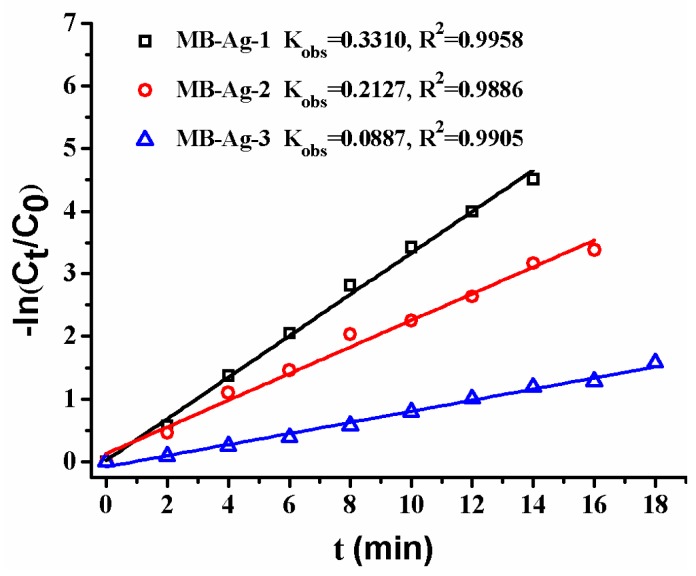 MB-Ag-1 K_obs=0.3310, R²=0.9958
MB-Ag-2 K_obs=0.2127, R²=0.9886
MB-Ag-3 K_obs=0.0887, R²=0.9905
-ln(C_t/C_0)
7
6
5
4
3
2
1
0
0 2 4 6 8 10 12 14 16 18
t (min)